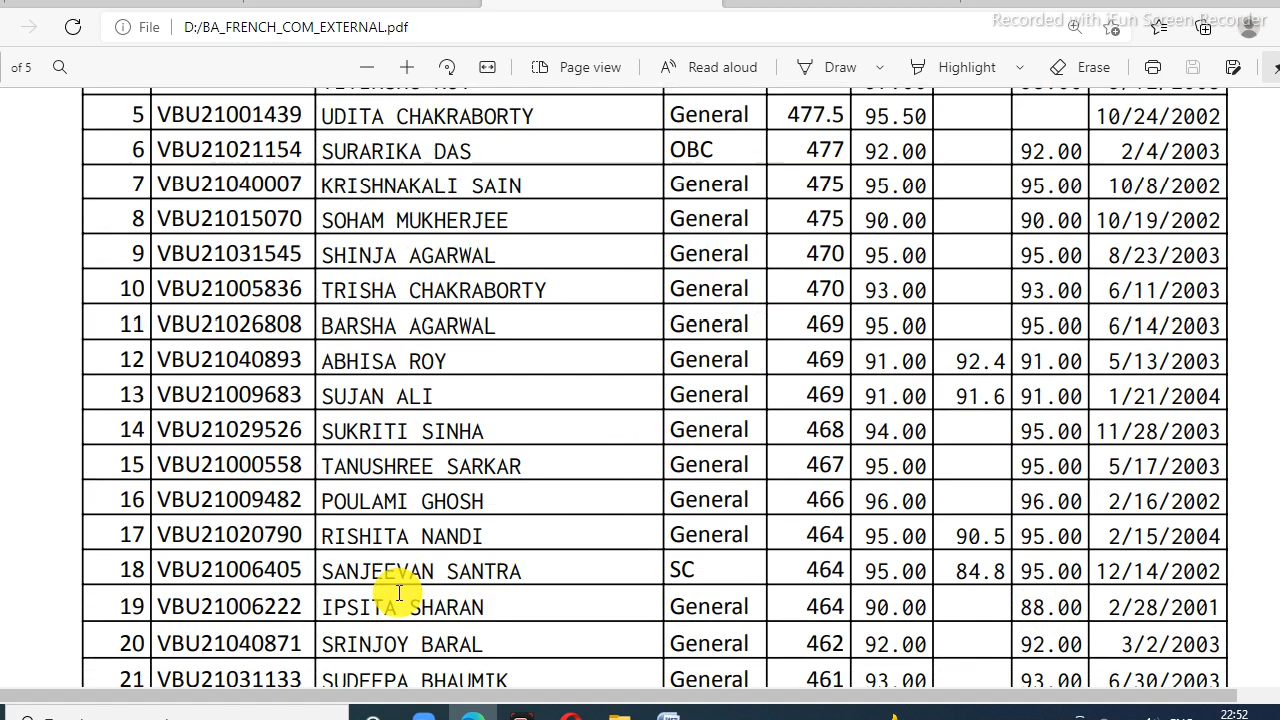 Recorded with iFun Screen Recorder
File D:/BA_FRENCH_COM_EXTERNAL.pdf
of 5 Page view Read aloud Draw Highlight Erase
5 VBU21001439 UDITA CHAKRABORTY General 477.5 95.50 10/24/2002
6 VBU21021154 SURARIKA DAS OBC 477 92.00 92.00 2/4/2003
7 VBU21040007 KRISHNAKALI SAIN General 475 95.00 95.00 10/8/2002
8 VBU21015070 SOHAM MUKHERJEE General 475 90.00 90.00 10/19/2002
9 VBU21031545 SHINJA AGARWAL General 470 95.00 95.00 8/23/2003
10 VBU21005836 TRISHA CHAKRABORTY General 470 93.00 93.00 6/11/2003
11 VBU21026808 BARSHA AGARWAL General 469 95.00 95.00 6/14/2003
12 VBU21040893 ABHISA ROY General 469 91.00 92.4 91.00 5/13/2003
13 VBU21009683 SUJAN ALI General 469 91.00 91.6 91.00 1/21/2004
14 VBU21029526 SUKRITI SINHA General 468 94.00 95.00 11/28/2003
15 VBU21000558 TANUSHREE SARKAR General 467 95.00 95.00 5/17/2003
16 VBU21009482 POULAMI GHOSH General 466 96.00 96.00 2/16/2002
17 VBU21020790 RISHITA NANDI General 464 95.00 90.5 95.00 2/15/2004
18 VBU21006405 SANJEEVAN SANTRA SC 464 95.00 84.8 95.00 12/14/2002
19 VBU21006222 IPSITA SHARAN General 464 90.00 88.00 2/28/2001
20 VBU21040871 SRINJOY BARAL General 462 92.00 92.00 3/2/2003
21 VBU21031133 SUDEEPA BHAUMIK General 461 93.00 93.00 6/30/2003
22:52